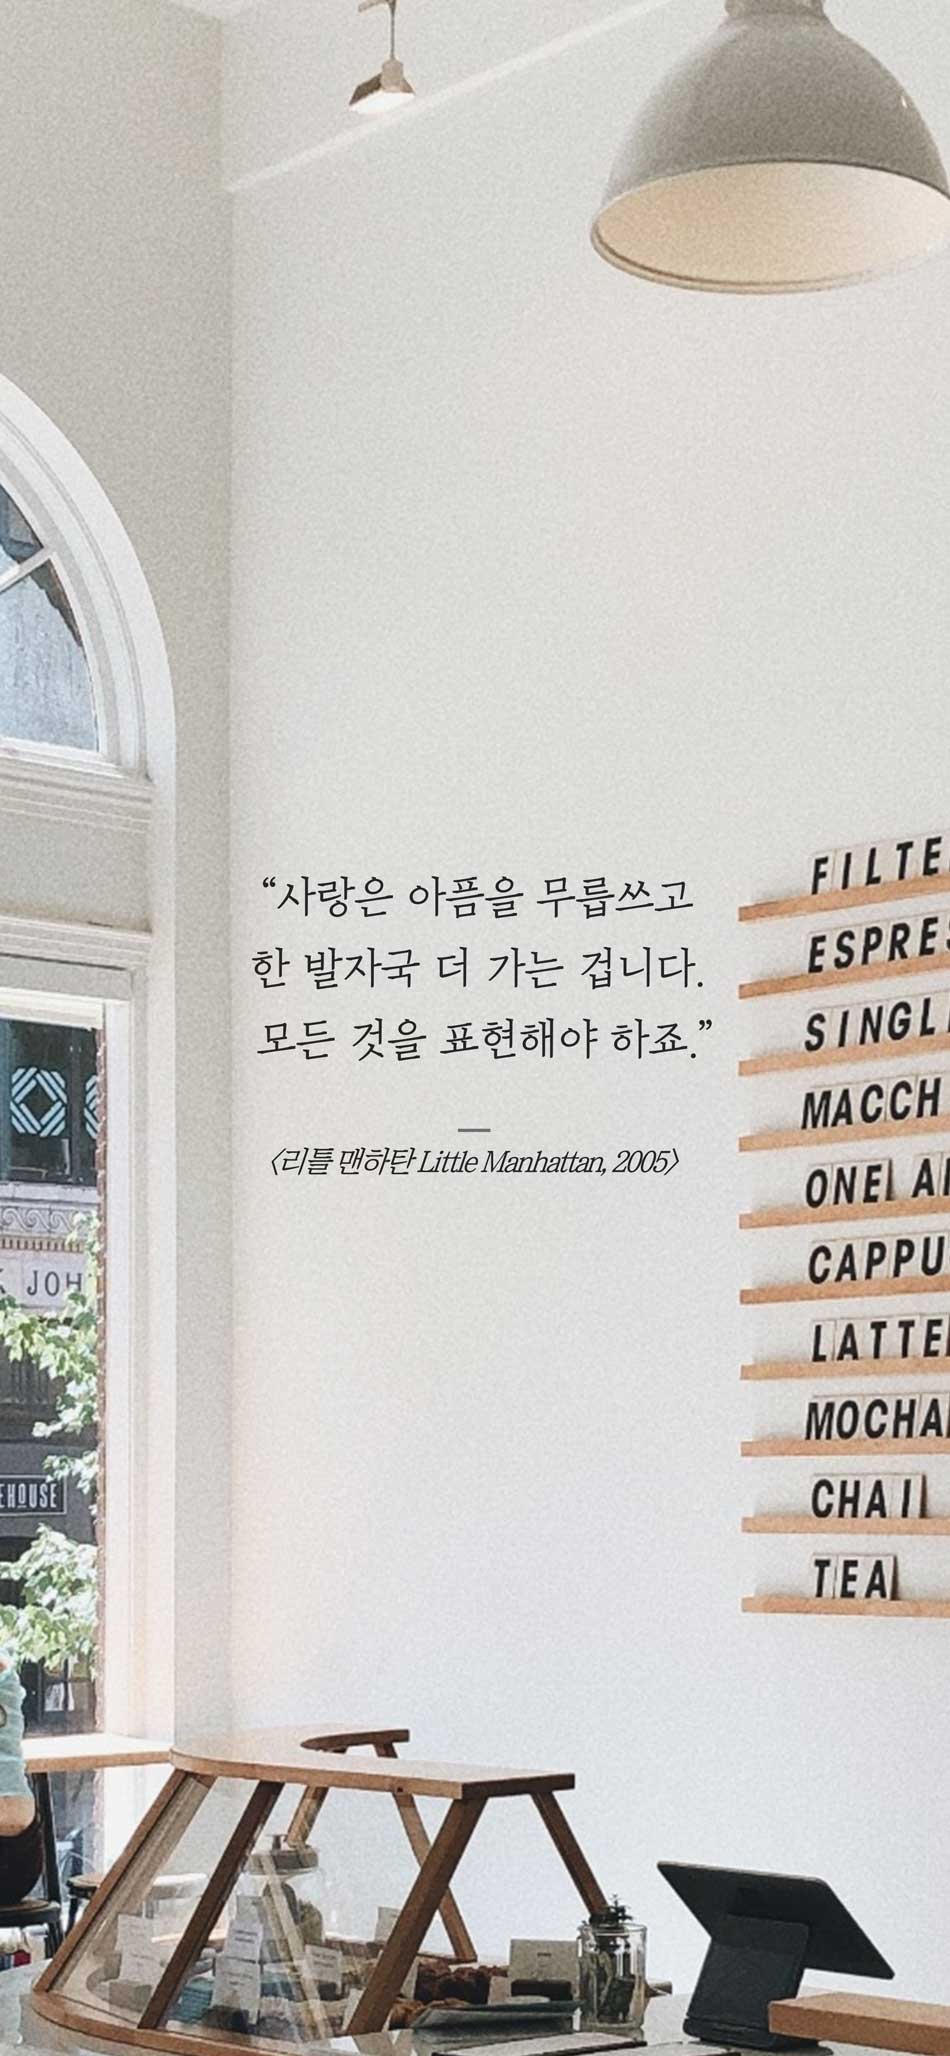 “사랑은 아픔을 무릅쓰고
한 발자국 더 가는 겁니다.
모든 것을 표현해야 하죠.”
〈리틀 맨하탄 Little Manhattan, 2005〉
FILTE
ESPRES
SINGL
MACCH
ONE AN
CAPPU
LATTE
MOCHA
CHAI
TEA
K JOH
EHOUSE